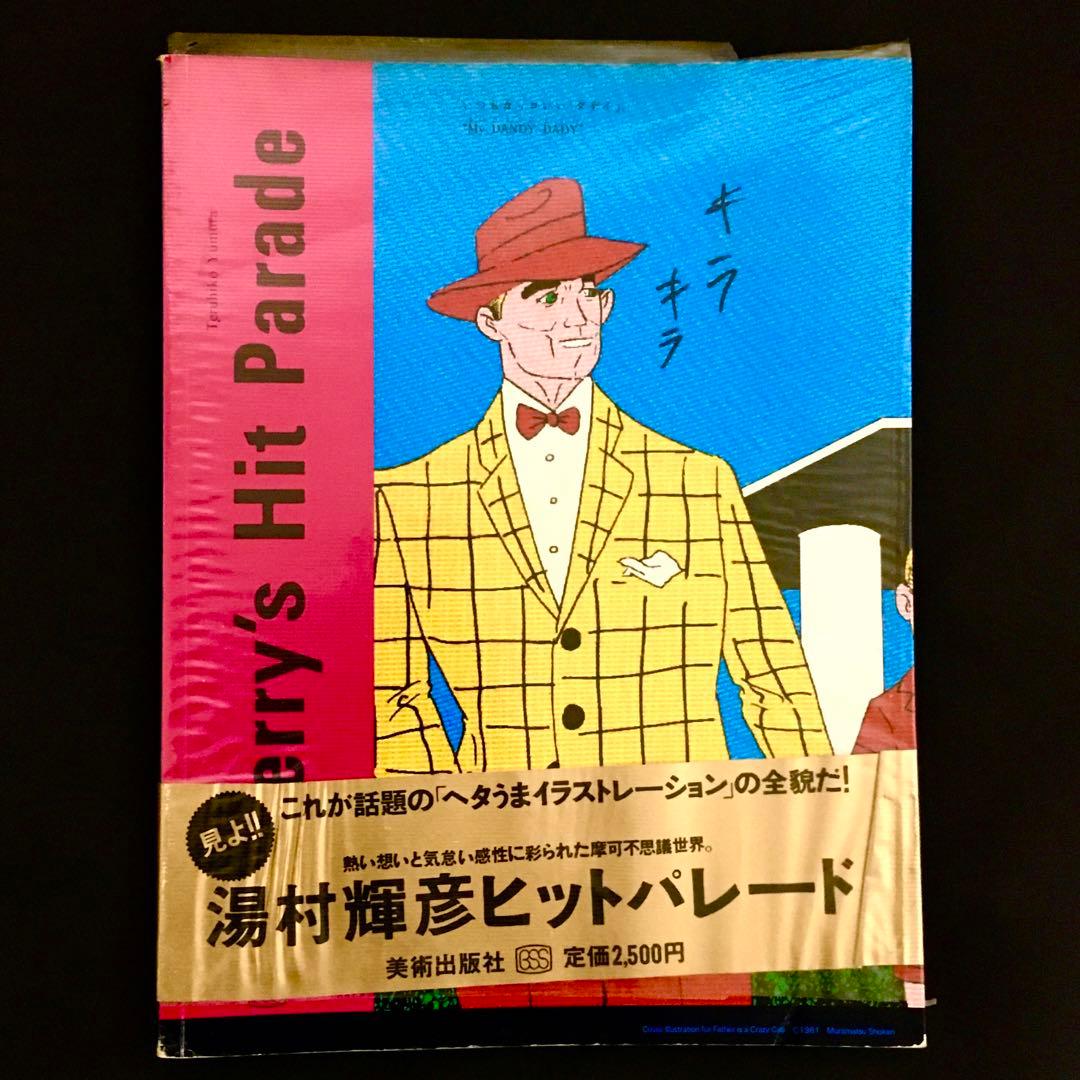 "My DANDY DADY"
キラ
キラ
Teruhiko Yumura
erry's Hit Parade
見よ!!
これが話題の「ヘタうまイラストレーション」の全貌だ!
熱い想いと気怠い感性に彩られた摩可不思議世界。
湯村輝彦ヒットパレード
美術出版社 BSS 定価2,500円
Cover illustration for Father is a Crazy Cat ©1981 Muramatsu Shoken